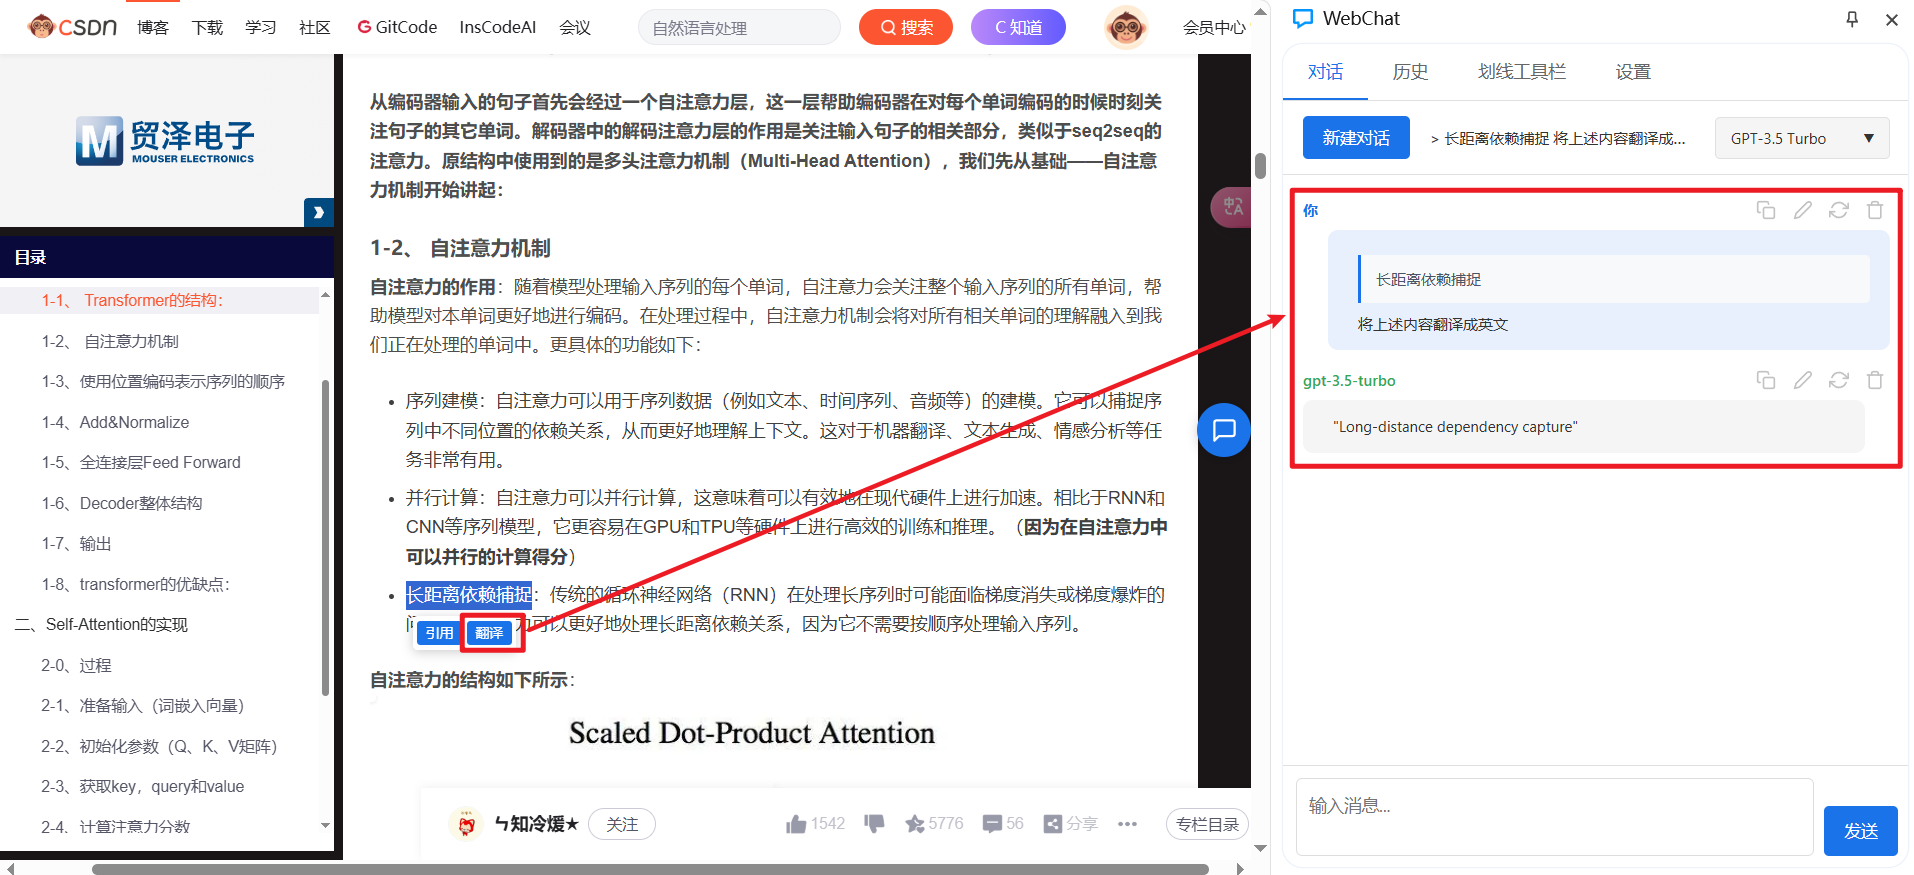 CSDN 博客 下载 学习 社区 GitCode InsCodeAI 会议 自然语言处理 搜索 C 知道 会员中心
M 贸泽电子
MOUSER ELECTRONICS
目录
1-1、 Transformer的结构：
1-2、 自注意力机制
1-3、使用位置编码表示序列的顺序
1-4、Add&Normalize
1-5、全连接层Feed Forward
1-6、Decoder整体结构
1-7、输出
1-8、transformer的优缺点：
二、Self-Attention的实现
2-0、过程
2-1、准备输入（词嵌入向量）
2-2、初始化参数（Q、K、V矩阵）
2-3、获取key，query和value
2-4、计算注意力分数
从编码器输入的句子首先会经过一个自注意力层，这一层帮助编码器在对每个单词编码的时候时刻关
注句子的其它单词。解码器中的解码注意力层的作用是关注输入句子的相关部分，类似于seq2seq的
注意力。原结构中使用到的是多头注意力机制（Multi-Head Attention），我们先从基础——自注意
力机制开始讲起：
1-2、 自注意力机制
自注意力的作用：随着模型处理输入序列的每个单词，自注意力会关注整个输入序列的所有单词，帮
助模型对本单词更好地进行编码。在处理过程中，自注意力机制会将对所有相关单词的理解融入到我
们正在处理的单词中。更具体的功能如下：
序列建模：自注意力可以用于序列数据（例如文本、时间序列、音频等）的建模。它可以捕捉序
列中不同位置的依赖关系，从而更好地理解上下文。这对于机器翻译、文本生成、情感分析等任
务非常有用。
并行计算：自注意力可以并行计算，这意味着可以有效地在现代硬件上进行加速。相比于RNN和
CNN等序列模型，它更容易在GPU和TPU等硬件上进行高效的训练和推理。（因为在自注意力中
可以并行的计算得分）
长距离依赖捕捉：传统的循环神经网络（RNN）在处理长序列时可能面临梯度消失或梯度爆炸的
引用 翻译 力可以更好地处理长距离依赖关系，因为它不需要按顺序处理输入序列。
自注意力的结构如下所示：
Scaled Dot-Product Attention
ㄣ知冷煖★ 关注 1542 5776 56 分享 ••• 专栏目录
中 A
WebChat
对话 历史 划线工具栏 设置
新建对话 > 长距离依赖捕捉 将上述内容翻译成... GPT-3.5 Turbo
你
长距离依赖捕捉
将上述内容翻译成英文
gpt-3.5-turbo
"Long-distance dependency capture"
输入消息...
发送